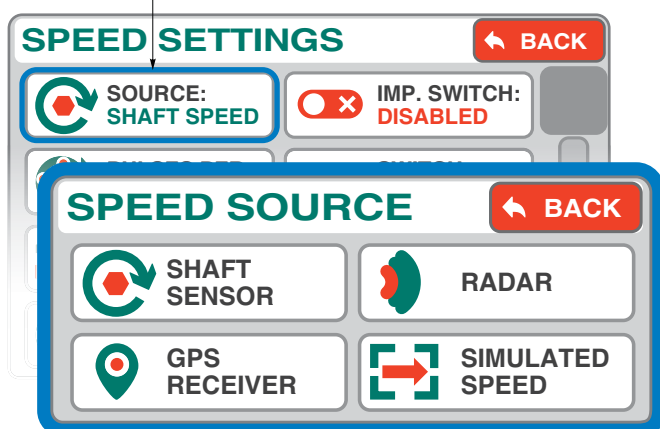 SPEED SETTINGS
BACK
SOURCE:
SHAFT SPEED
IMP. SWITCH:
DISABLED
SPEED SOURCE
BACK
SHAFT
SENSOR
RADAR
GPS
RECEIVER
SIMULATED
SPEED